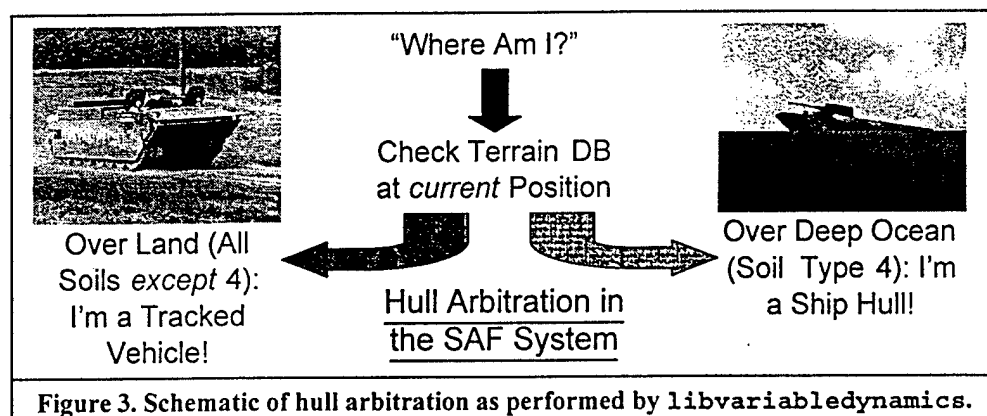 "Where Am I?"
Check Terrain DB
at current Position
Over Land (All
Soils except 4):
I'm a Tracked
Vehicle!
Over Deep Ocean
(Soil Type 4): I'm
a Ship Hull!
Hull Arbitration in
the SAF System
Figure 3. Schematic of hull arbitration as performed by libvariabledynamics.